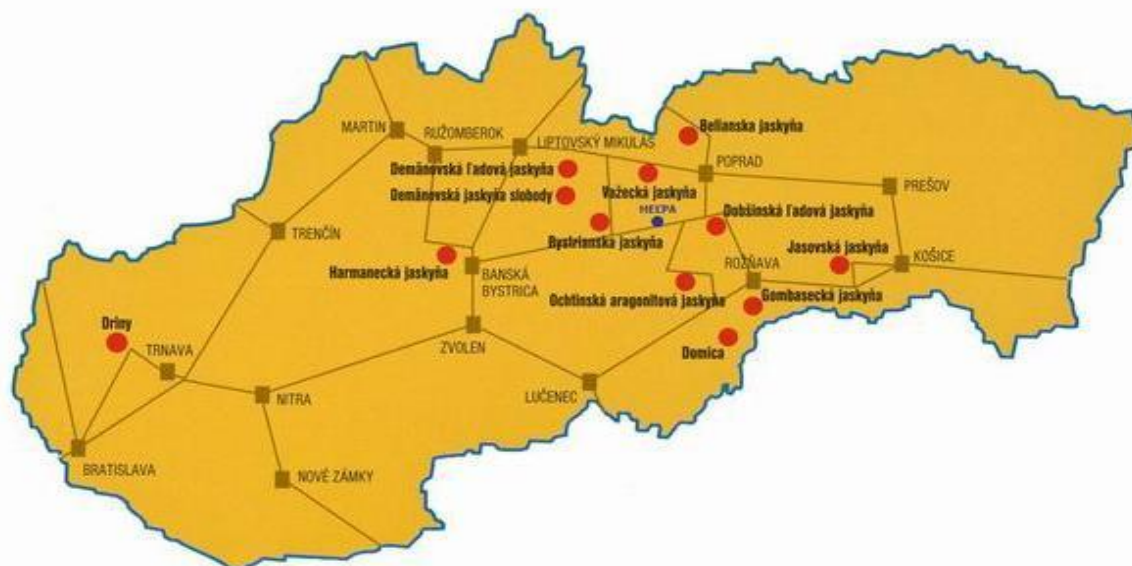 Belianska jaskyňa
MARTIN
RUŽOMBEROK
LIPTOVSKÝ MIKULÁŠ
POPRAD
Demänovská ľadová jaskyňa
Važecká jaskyňa
PREŠOV
Demänovská jaskyňa slobody
HEĽPA
Dobšinská ľadová jaskyňa
TRENČÍN
Bystrianska jaskyňa
Jasovská jaskyňa
KOŠICE
Harmanecká jaskyňa
BANSKÁ
BYSTRICA
ROŽŇAVA
Ochtinská aragonitová jaskyňa
Gombasecká jaskyňa
Driny
TRNAVA
ZVOLEN
Domica
NITRA
LUČENEC
BRATISLAVA
NOVÉ ZÁMKY